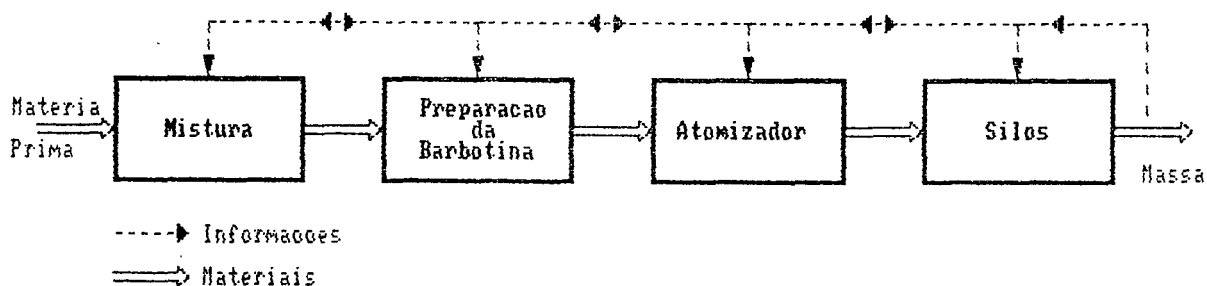 Materia
Prima
Mistura
Preparacao
da
Barbotina
Atomizador
Silos
Massa
Informacoes
Materiais